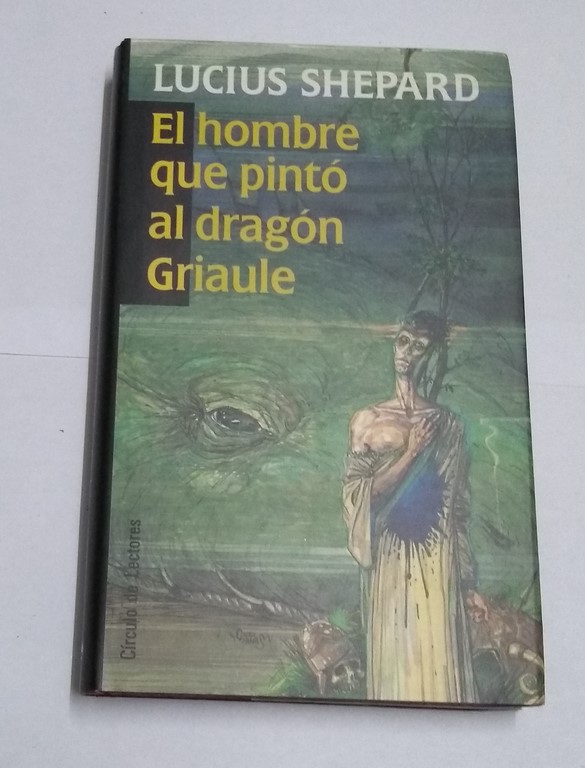 LUCIUS SHEPARD
El hombre
que pintó
al dragón
Griaule
Círculo de Lectores